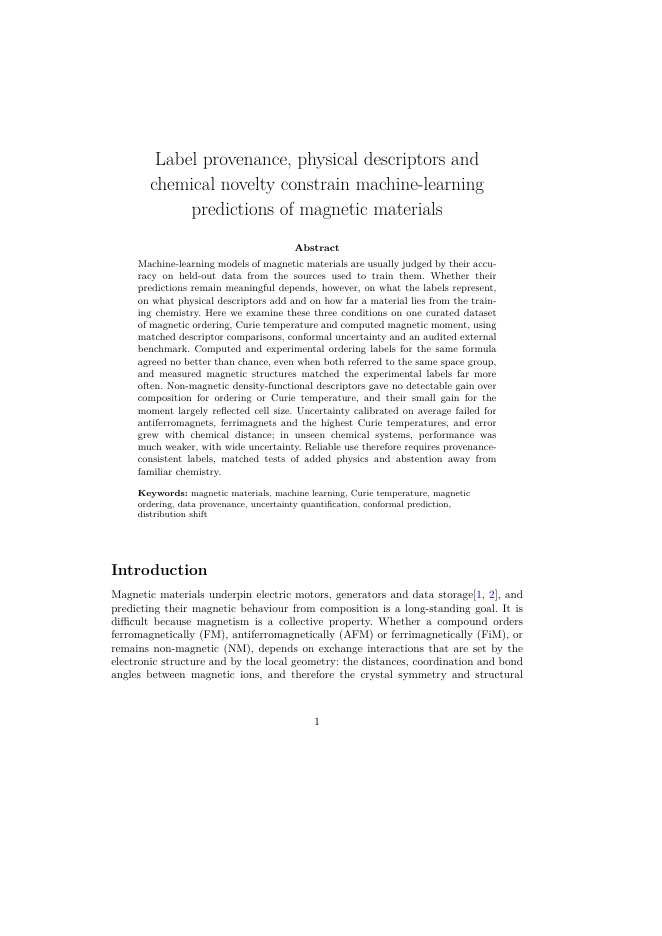 Label provenance, physical descriptors and
chemical novelty constrain machine-learning
predictions of magnetic materials
Abstract
Machine-learning models of magnetic materials are usually judged by their accu-
racy on held-out data from the sources used to train them. Whether their
predictions remain meaningful depends, however, on what the labels represent,
on what physical descriptors add and on how far a material lies from the train-
ing chemistry. Here we examine these three conditions on one curated dataset
of magnetic ordering, Curie temperature and computed magnetic moment, using
matched descriptor comparisons, conformal uncertainty and an audited external
benchmark. Computed and experimental ordering labels for the same formula
agreed no better than chance, even when both referred to the same space group,
and measured magnetic structures matched the experimental labels far more
often. Non-magnetic density-functional descriptors gave no detectable gain over
composition for ordering or Curie temperature, and their small gain for the
moment largely reflected cell size. Uncertainty calibrated on average failed for
antiferromagnets, ferrimagnets and the highest Curie temperatures, and error
grew with chemical distance; in unseen chemical systems, performance was
much weaker, with wide uncertainty. Reliable use therefore requires provenance-
consistent labels, matched tests of added physics and abstention away from
familiar chemistry.
Keywords: magnetic materials, machine learning, Curie temperature, magnetic
ordering, data provenance, uncertainty quantification, conformal prediction,
distribution shift
Introduction
Magnetic materials underpin electric motors, generators and data storage[1, 2], and
predicting their magnetic behaviour from composition is a long-standing goal. It is
difficult because magnetism is a collective property. Whether a compound orders
ferromagnetically (FM), antiferromagnetically (AFM) or ferrimagnetically (FiM), or
remains non-magnetic (NM), depends on exchange interactions that are set by the
electronic structure and by the local geometry: the distances, coordination and bond
angles between magnetic ions, and therefore the crystal symmetry and structural
1